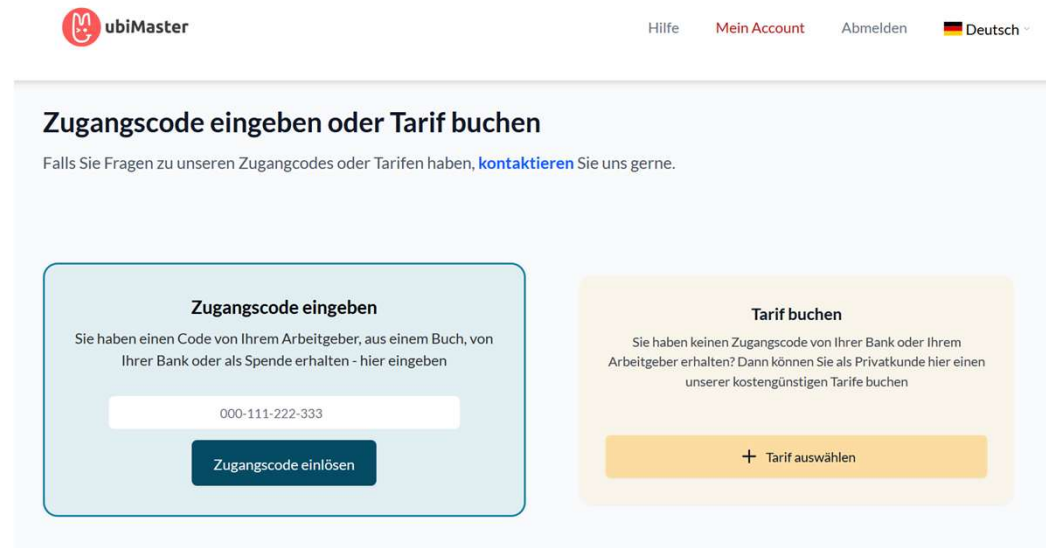 ubiMaster
Hilfe
Mein Account
Abmelden
Deutsch
Zugangscode eingeben oder Tarif buchen
Falls Sie Fragen zu unseren Zugangcodes oder Tarifen haben, kontaktieren Sie uns gerne.
Zugangscode eingeben
Sie haben einen Code von Ihrem Arbeitgeber, aus einem Buch, von
Ihrer Bank oder als Spende erhalten - hier eingeben
000-111-222-333
Zugangscode einlösen
Tarif buchen
Sie haben keinen Zugangscode von Ihrer Bank oder Ihrem
Arbeitgeber erhalten? Dann können Sie als Privatkunde hier einen
unserer kostengünstigen Tarife buchen
+ Tarif auswählen